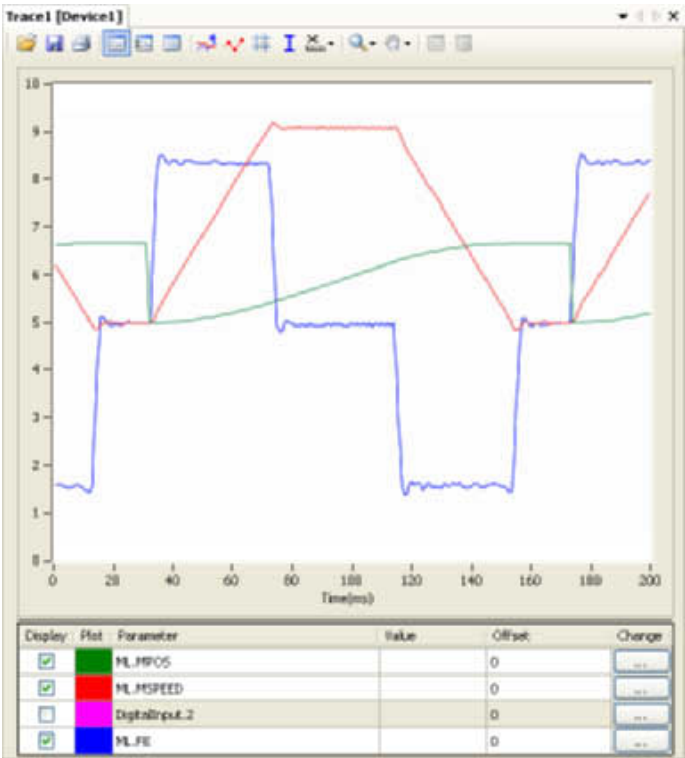 Trace1 [Device1]
10
9
8
7
6
5
4
3
2
1
0
0 20 40 60 80 100 120 140 160 180 200
Time(ms)
Display Plot Parameter Value Offset Change
ML.MPOS 0 ...
ML.MSPEED 0 ...
DigitalInput.2 0 ...
ML.FE 0 ...